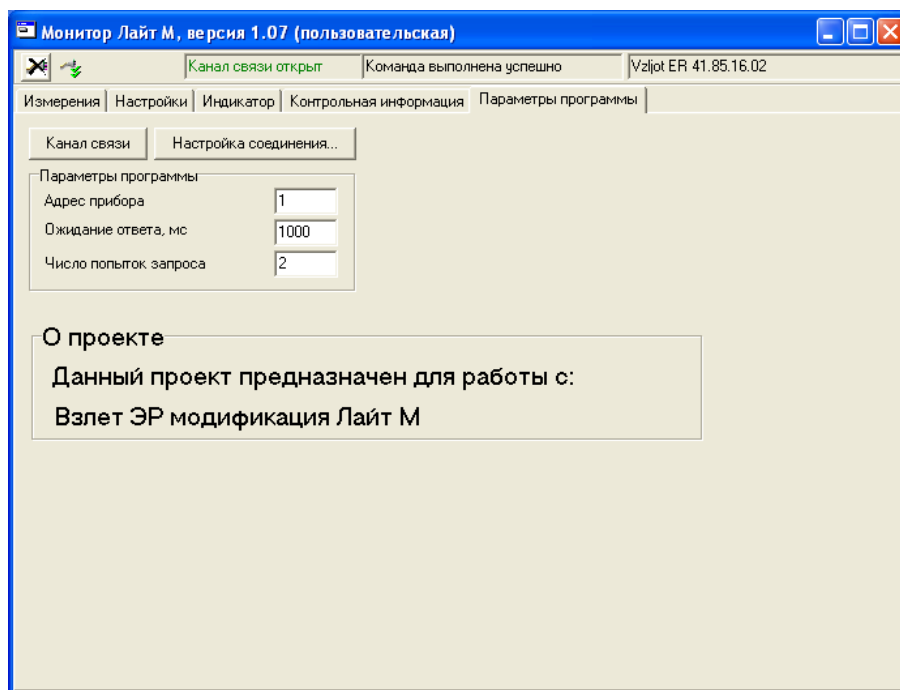 Монитор Лайт М, версия 1.07 (пользовательская)
Канал связи открыт Команда выполнена успешно Vzljot ER 41.85.16.02
Измерения Настройки Индикатор Контрольная информация Параметры программы
Канал связи Настройка соединения...
Параметры программы
Адрес прибора 1
Ожидание ответа, мс 1000
Число попыток запроса 2
О проекте
Данный проект предназначен для работы с:
Взлет ЭР модификация Лайт М